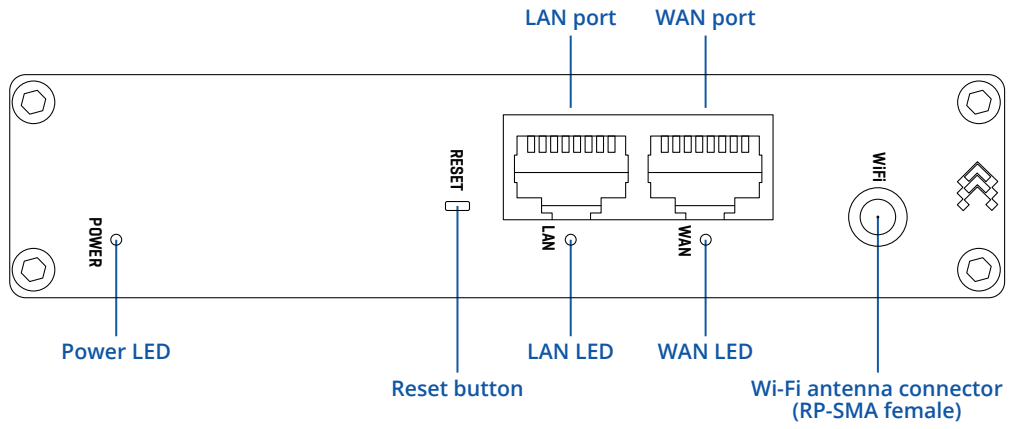 LAN port
WAN port
RESET
WiFi
POWER
LAN
WAN
Power LED
LAN LED
WAN LED
Reset button
Wi-Fi antenna connector
(RP-SMA female)